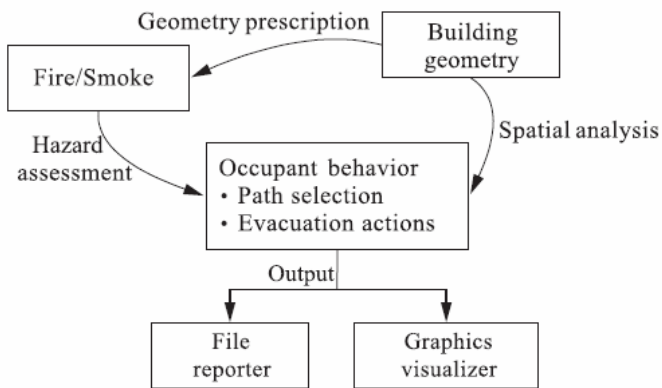 Geometry prescription
Building
geometry
Fire/Smoke
Spatial analysis
Hazard
assessment
Occupant behavior
• Path selection
• Evacuation actions
Output
File
reporter
Graphics
visualizer